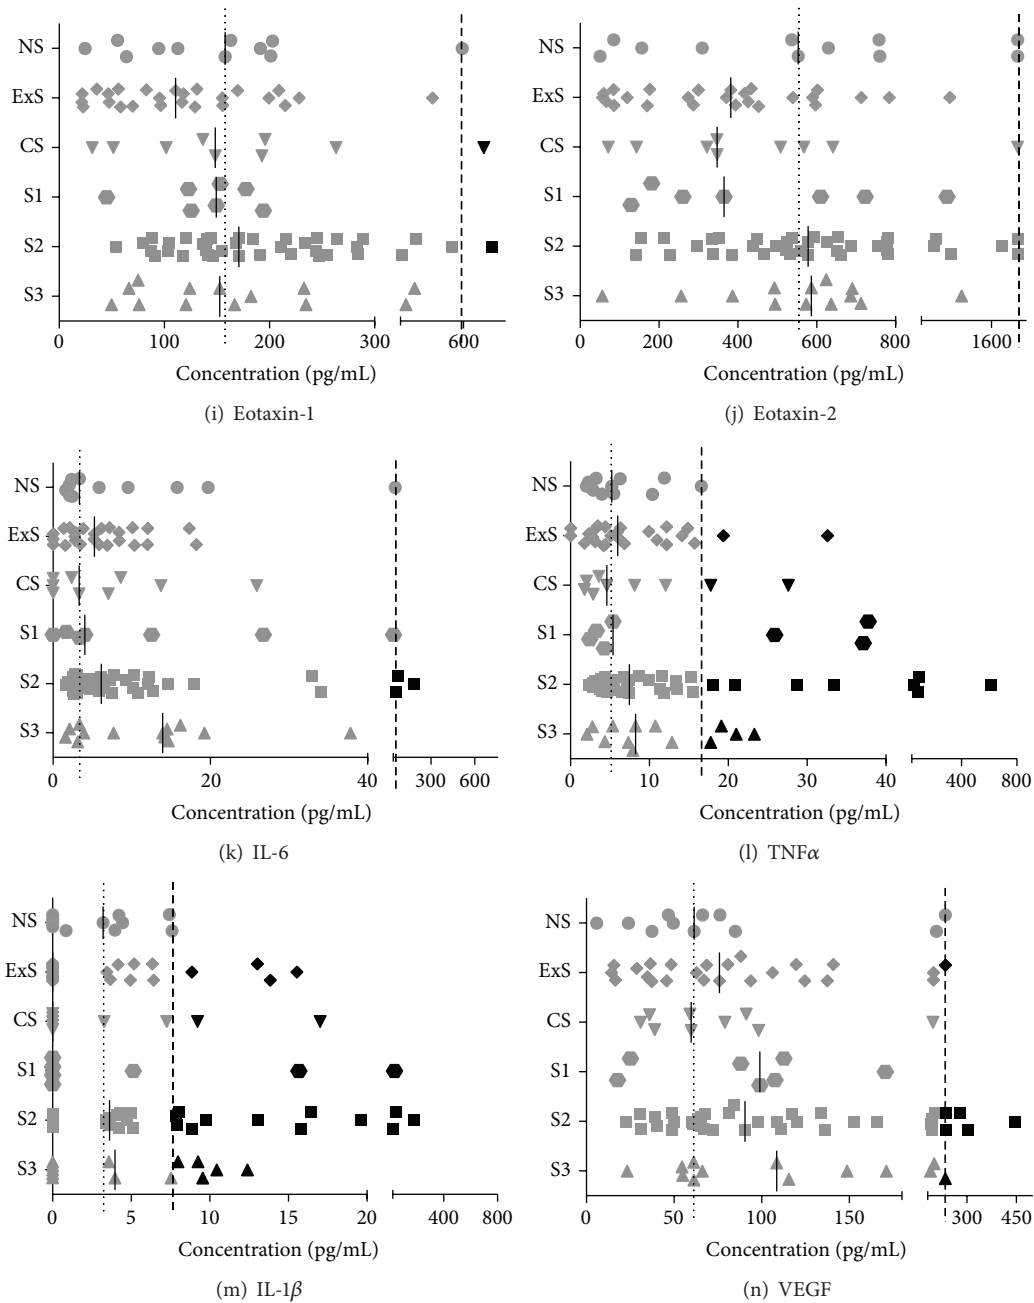 NS
ExS
CS
S1
S2
S3
0 100 200 300 600
Concentration (pg/mL)
(i) Eotaxin-1
NS
ExS
CS
S1
S2
S3
0 200 400 600 800 1600
Concentration (pg/mL)
(j) Eotaxin-2
NS
ExS
CS
S1
S2
S3
0 20 40 300 600
Concentration (pg/mL)
(k) IL-6
NS
ExS
CS
S1
S2
S3
0 10 20 30 40 400 800
Concentration (pg/mL)
(l) TNFα
NS
ExS
CS
S1
S2
S3
0 5 10 15 20 400 800
Concentration (pg/mL)
(m) IL-1β
NS
ExS
CS
S1
S2
S3
0 50 100 150 300 450
Concentration (pg/mL)
(n) VEGF